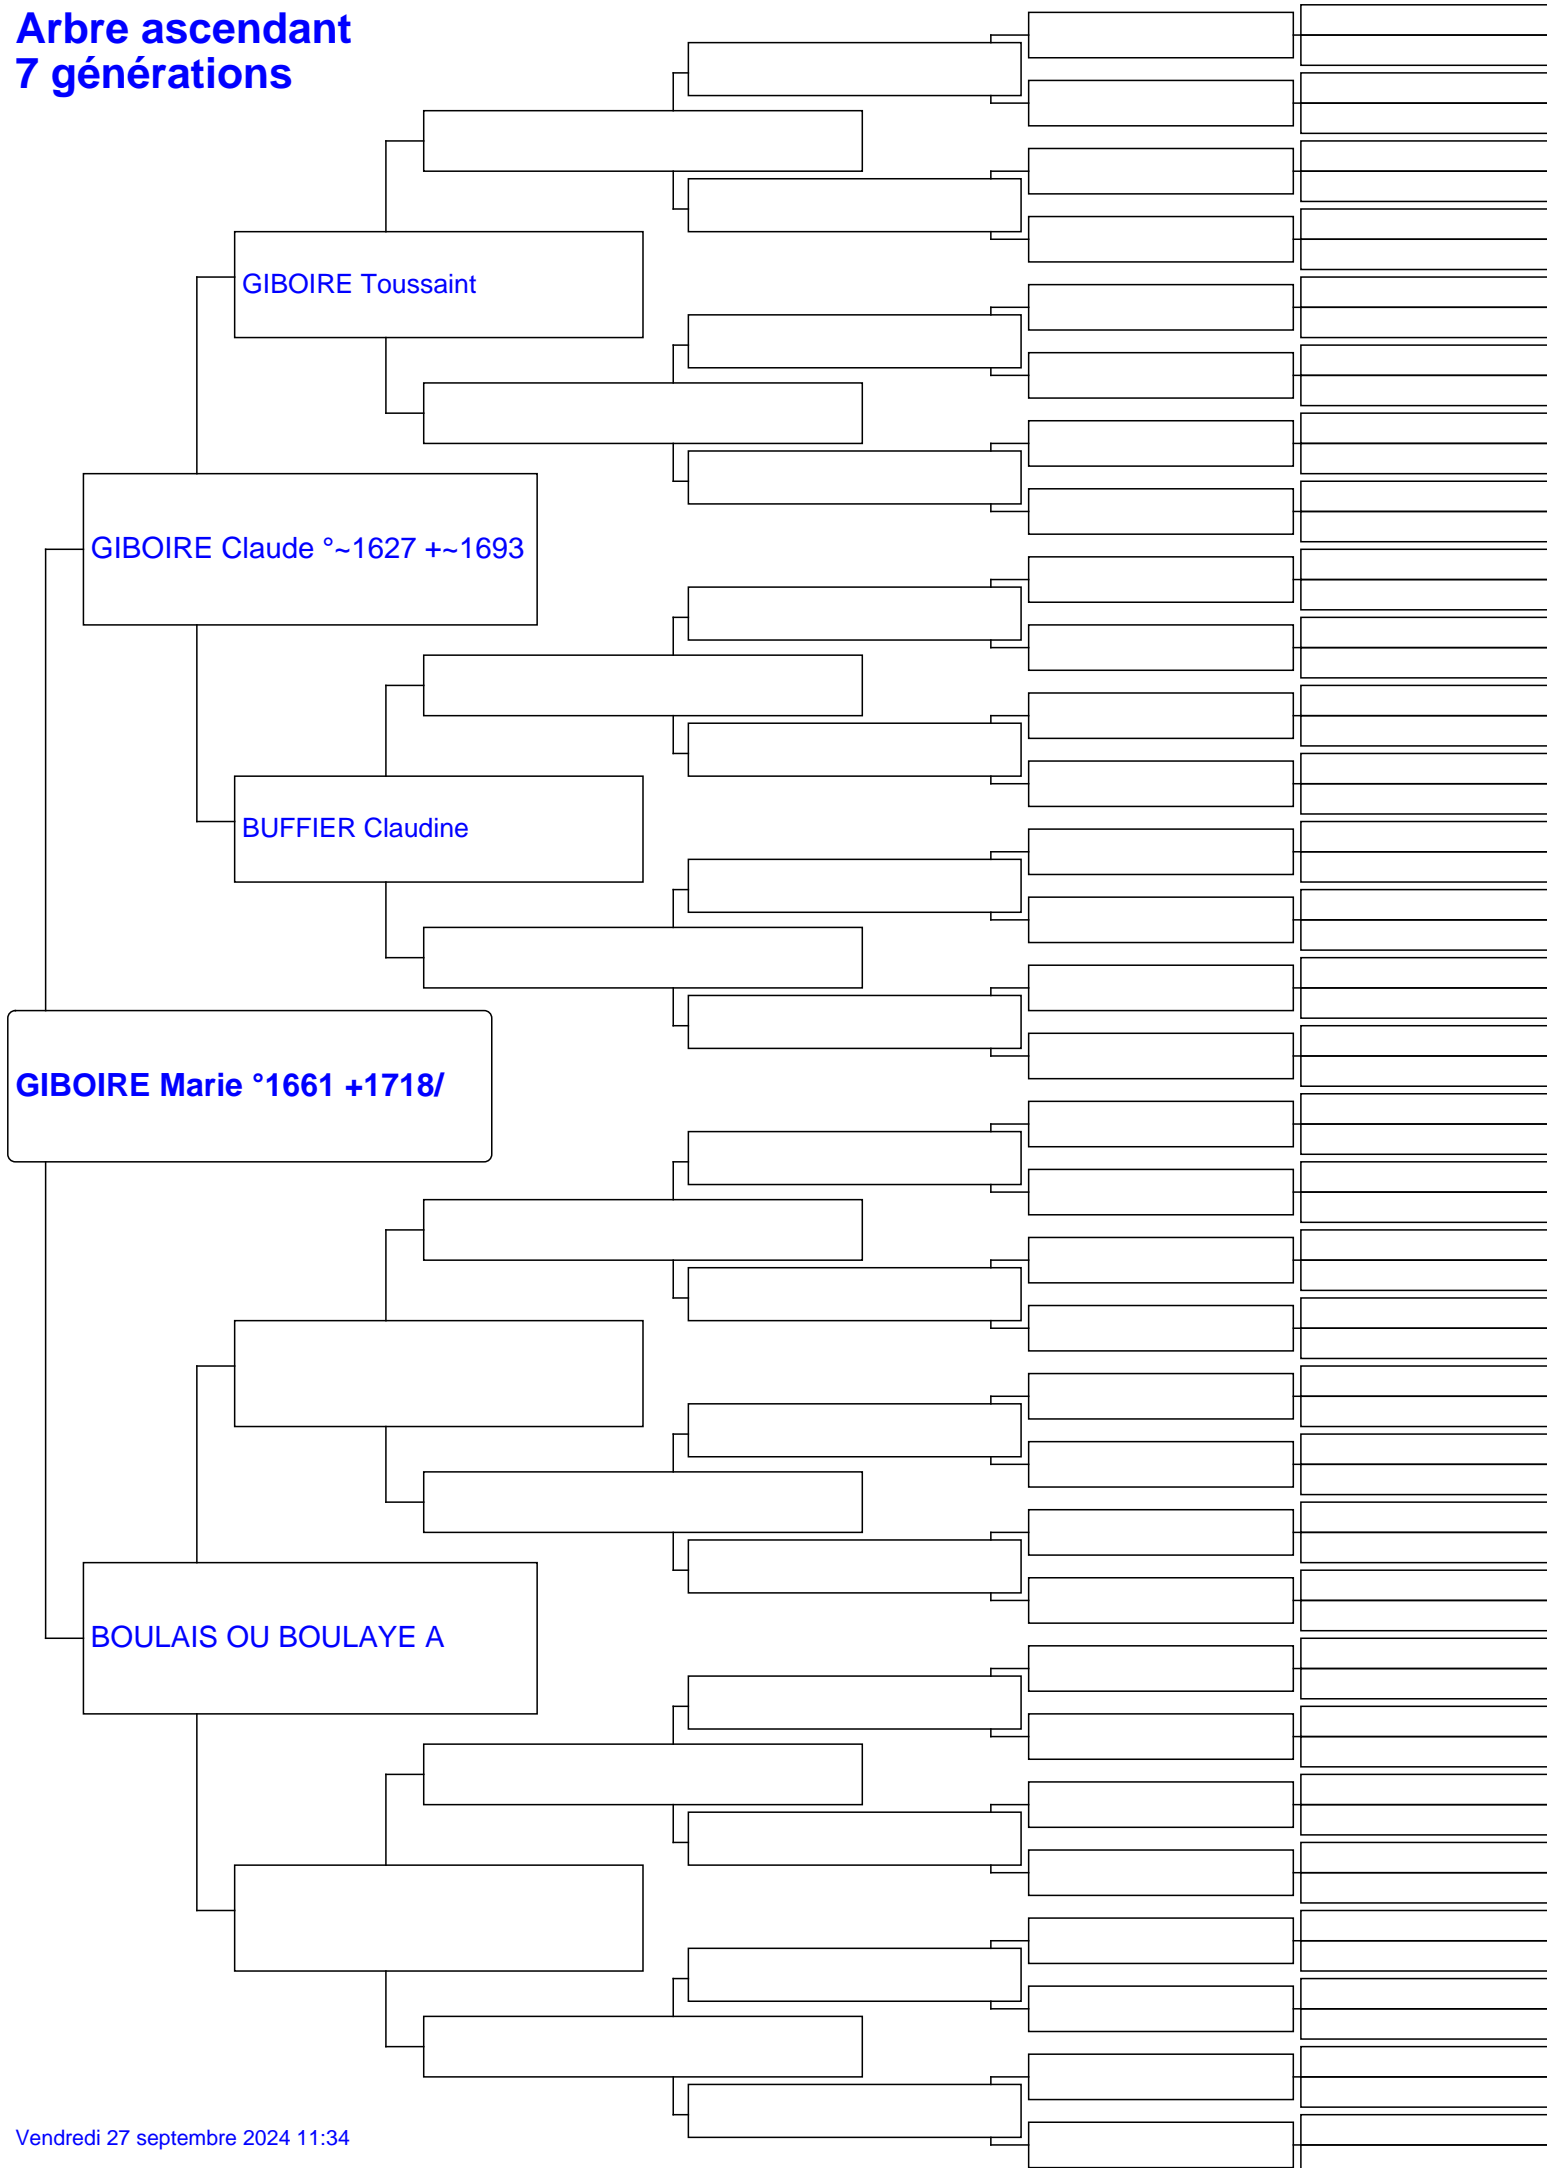 Arbre ascendant
7 générations
GIBOIRE Toussaint
GIBOIRE Claude °~1627 +~1693
BUFFIER Claudine
GIBOIRE Marie °1661 +1718/
BOULAIS OU BOULAYE A
Vendredi 27 septembre 2024 11:34